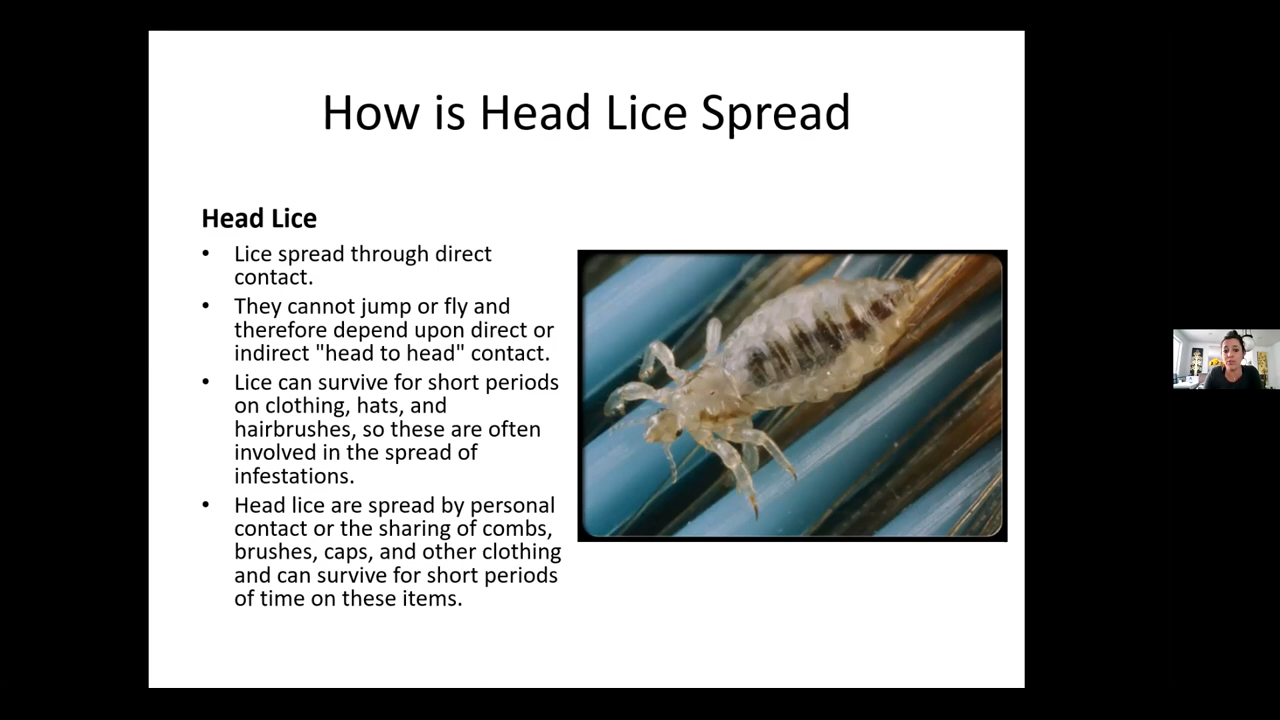 How is Head Lice Spread
Head Lice
• Lice spread through direct
contact.
• They cannot jump or fly and
therefore depend upon direct or
indirect "head to head" contact.
• Lice can survive for short periods
on clothing, hats, and
hairbrushes, so these are often
involved in the spread of
infestations.
• Head lice are spread by personal
contact or the sharing of combs,
brushes, caps, and other clothing
and can survive for short periods
of time on these items.